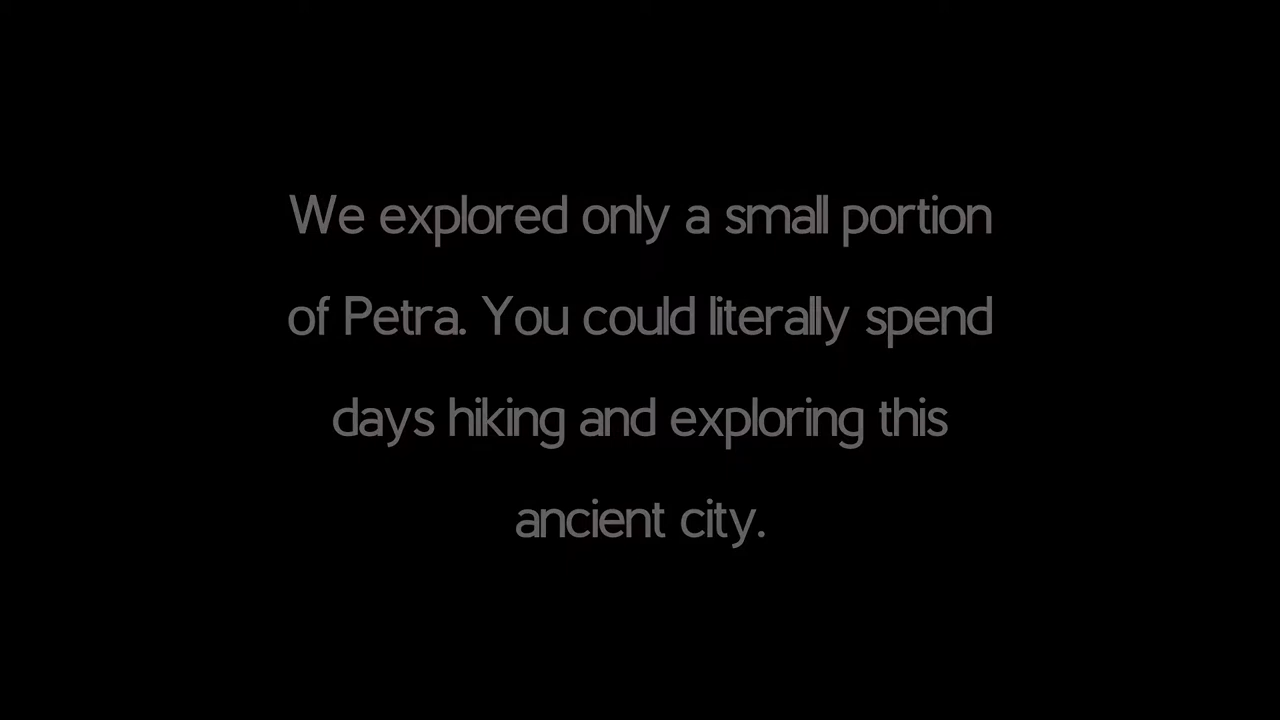 We explored only a small portion
of Petra. You could literally spend
days hiking and exploring this
ancient city.